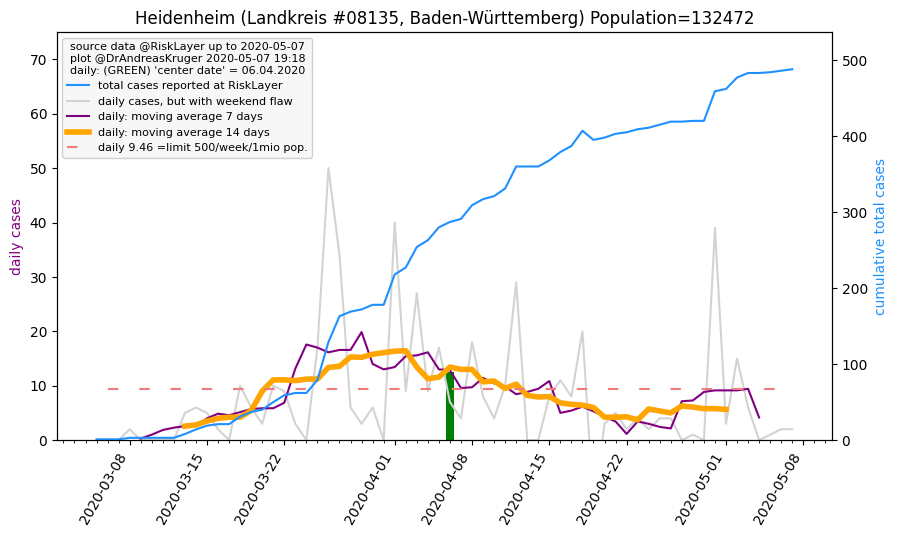 Heidenheim (Landkreis #08135, Baden-Württemberg) Population=132472
source data @RiskLayer up to 2020-05-07
plot @DrAndreasKruger 2020-05-07 19:18
daily: (GREEN) 'center date' = 06.04.2020
total cases reported at RiskLayer
daily cases, but with weekend flaw
daily: moving average 7 days
daily: moving average 14 days
daily 9.46 =limit 500/week/1mio pop.
daily cases
70
60
50
40
30
20
10
0
cumulative total cases
500
400
300
200
100
0
2020-03-08
2020-03-15
2020-03-22
2020-04-01
2020-04-08
2020-04-15
2020-04-22
2020-05-01
2020-05-08